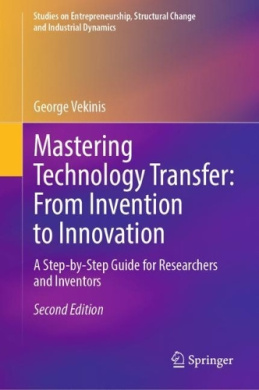 Studies on Entrepreneurship, Structural Change
and Industrial Dynamics
George Vekinis
Mastering
Technology Transfer:
From Invention
to Innovation
A Step-by-Step Guide for Researchers
and Inventors
Second Edition
Springer